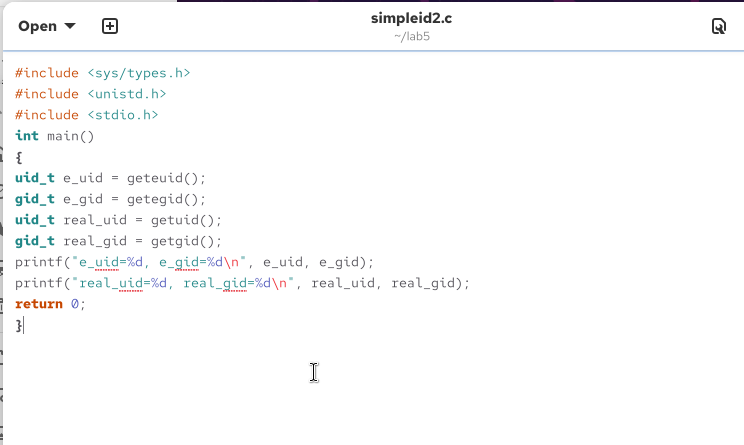 Open
simpleid2.c
~/lab5
#include <sys/types.h>
#include <unistd.h>
#include <stdio.h>
int main()
{
uid_t e_uid = geteuid();
gid_t e_gid = getegid();
uid_t real_uid = getuid();
gid_t real_gid = getgid();
printf("e_uid=%d, e_gid=%d\n", e_uid, e_gid);
printf("real_uid=%d, real_gid=%d\n", real_uid, real_gid);
return 0;
}